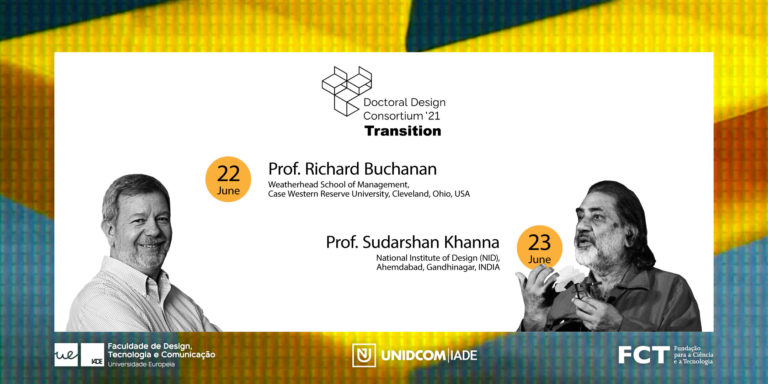 Doctoral Design
Consortium '21
Transition
22
June
Prof. Richard Buchanan
Weatherhead School of Management,
Case Western Reserve University, Cleveland, Ohio, USA
Prof. Sudarshan Khanna
National Institute of Design (NID),
Ahemdabad, Gandhinagar, INDIA
23
June
ue
IADE
Faculdade de Design,
Tecnologia e Comunicação
Universidade Europeia
UNIDCOM|IADE
FCT
Fundação
para a Ciência
e a Tecnologia